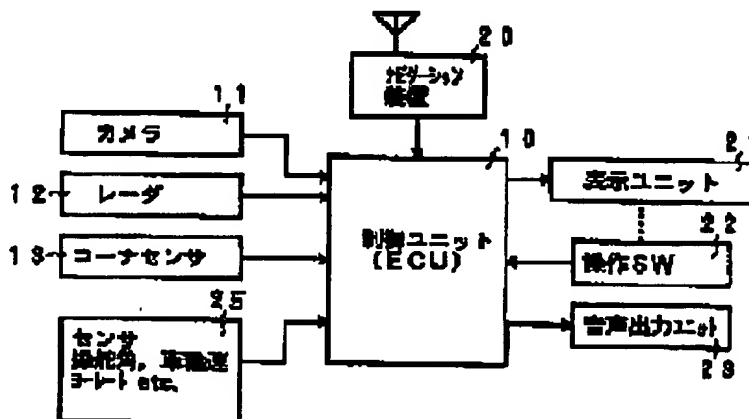 20
ナビゲーション
装置
11
カメラ
10
2
12
レーダ
表示ユニット
22
13
コーナセンサ
制御ユニット
(ECU)
操作SW
25
センサ
操舵角，車輪速
ヨーレート etc.
音声出力ユニット
23